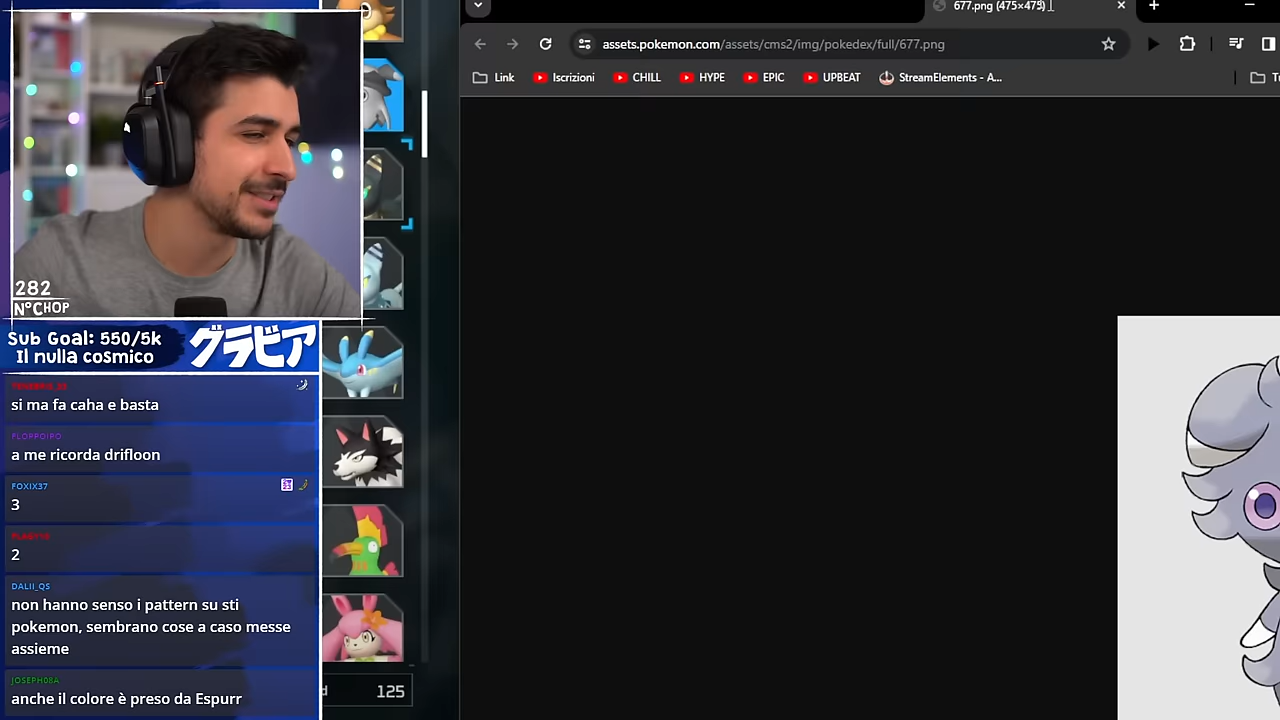 677.png (475×475)
assets.pokemon.com/assets/cms2/img/pokedex/full/677.png
Link
Iscrizioni
CHILL
HYPE
EPIC
UPBEAT
StreamElements - A...
282
N°CHOP
Sub Goal: 550/5k
Il nulla cosmico
グラビア
si ma fa caha e basta
FLOPPOIPO
a me ricorda drifloon
FOXIX37
3
2
DALII_QS
non hanno senso i pattern su sti
pokemon, sembrano cose a caso messe
assieme
JOSEPH08A
anche il colore è preso da Espurr
125